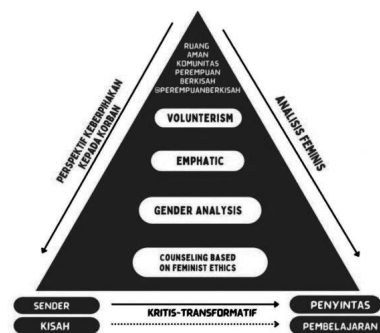 RUANG
AMAN
KOMUNITAS
PEREMPUAN
BERKISAH
@PEREMPUANBERKISAH
VOLUNTERISM
EMPHATIC
GENDER ANALYSIS
COUNSELING BASED
ON FEMINIST ETHICS
PERSPEKTIF KEBERPIHAKAN
KEPADA KORBAN
ANALISIS FEMINIS
SENDER
KRITIS-TRANSFORMATIF
PENYINTAS
KISAH
PEMBELAJARAN